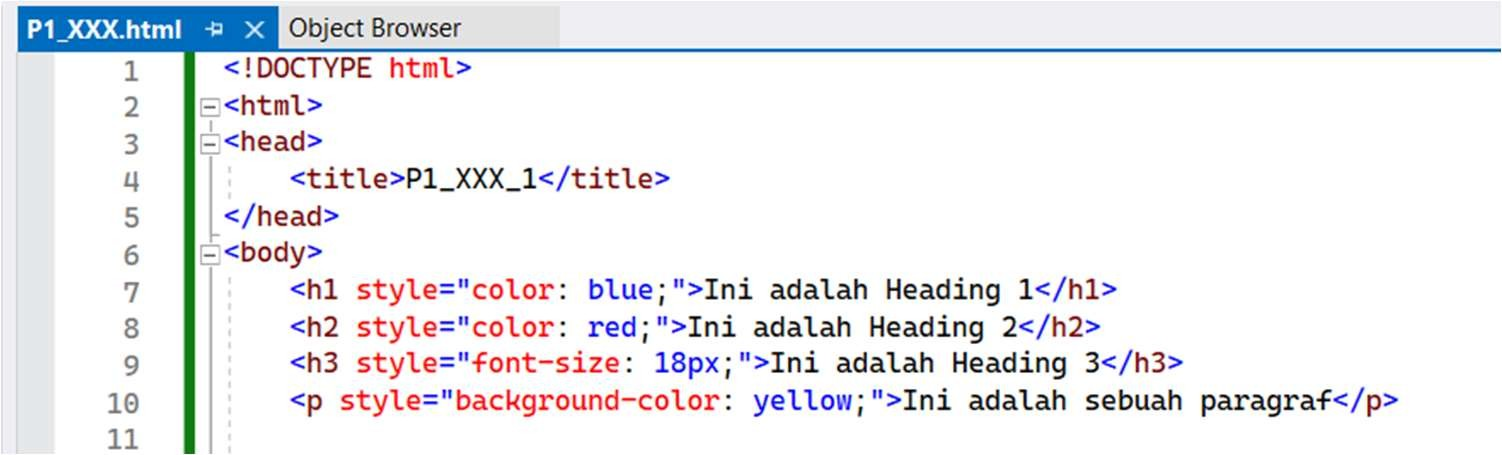 P1_XXX.html Object Browser
1 <!DOCTYPE html>
2 <html>
3 <head>
4 <title>P1_XXX_1</title>
5 </head>
6 <body>
7 <h1 style="color: blue;">Ini adalah Heading 1</h1>
8 <h2 style="color: red;">Ini adalah Heading 2</h2>
9 <h3 style="font-size: 18px;">Ini adalah Heading 3</h3>
10 <p style="background-color: yellow;">Ini adalah sebuah paragraf</p>
11